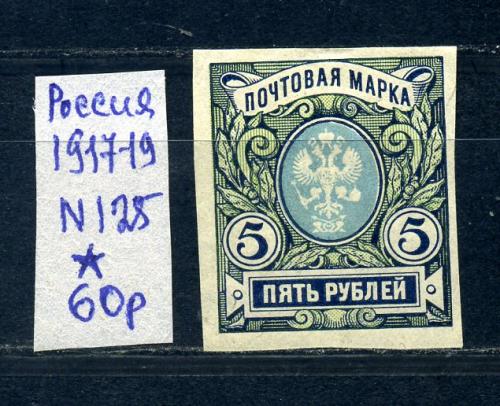 Россия
1917-19
N125
60р
ПОЧТОВАЯ МАРКА
5 5
ПЯТЬ РУБЛЕЙ